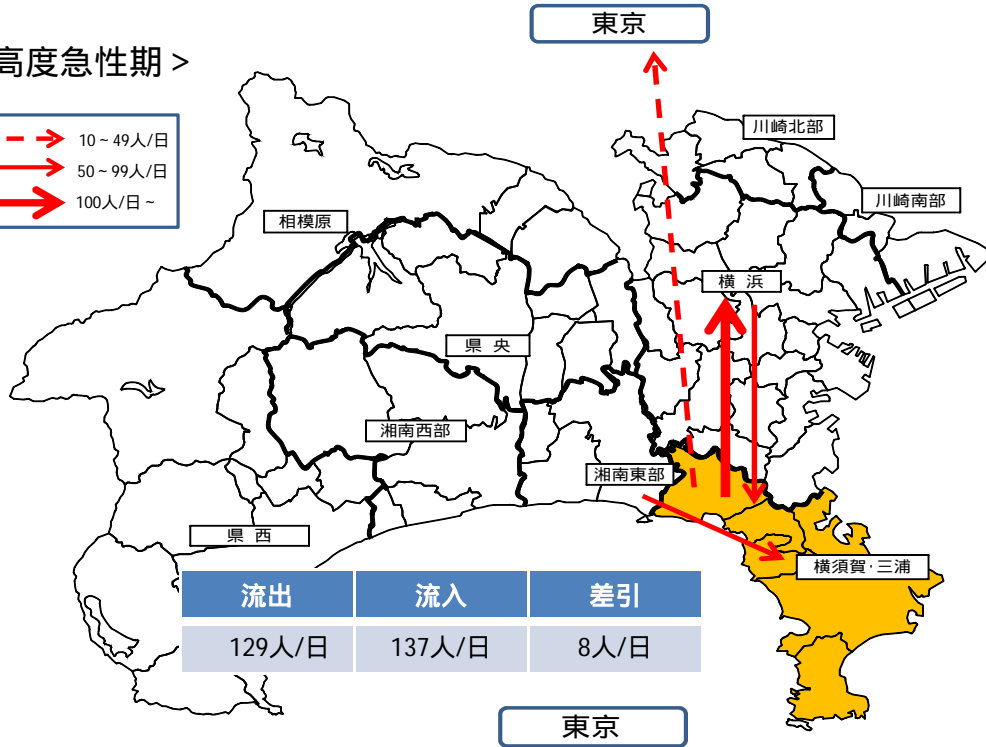 東京
高度急性期 >
10 ~ 49人/日
50 ~ 99人/日
100人/日 ~
川崎北部
川崎南部
相模原
横 浜
県 央
湘南西部
湘南東部
県 西
横須賀・三浦
流出 流入 差引
129人/日 137人/日 8人/日
東京